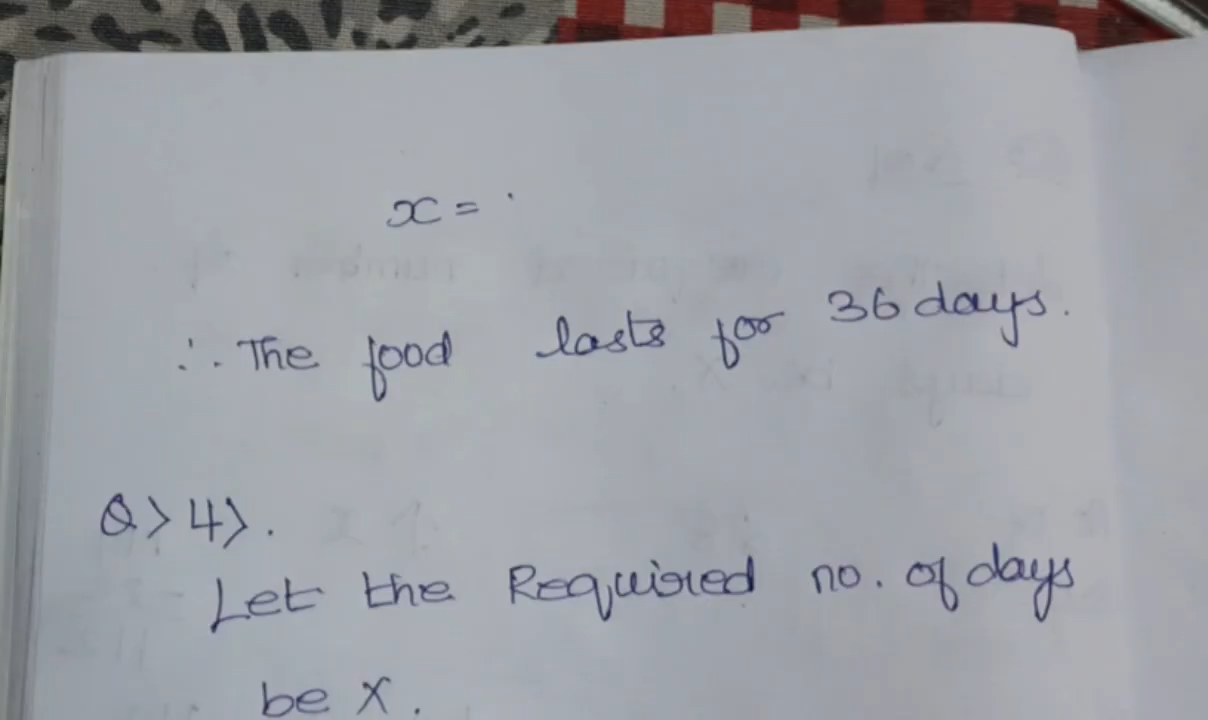 x =
∴ The food lasts for 36 days.
Q> 4>.
Let the Required no. of days
be X.